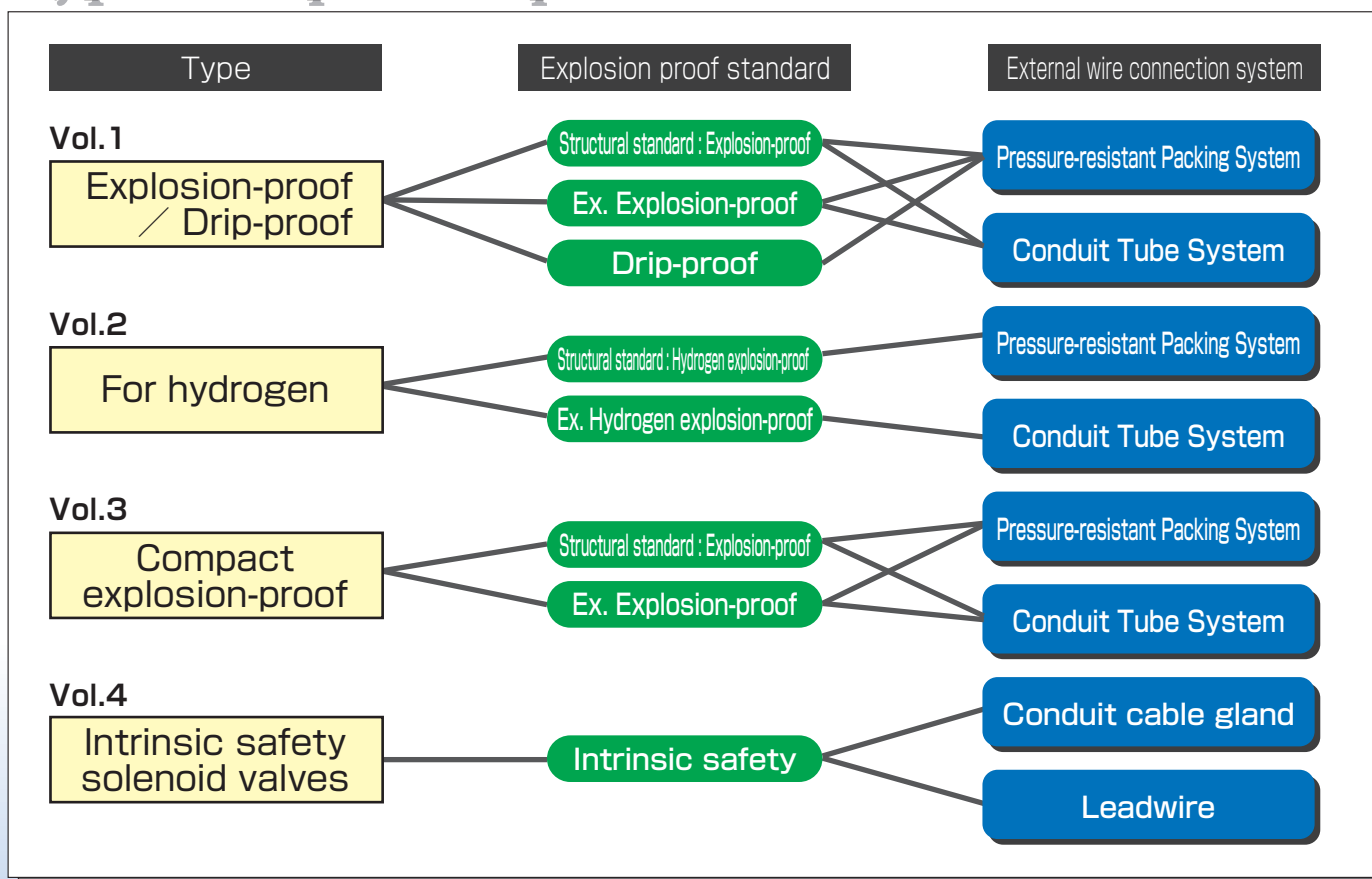 Type
Explosion proof standard
External wire connection system
Vol.1
Explosion-proof
／ Drip-proof
Structural standard : Explosion-proof
Ex. Explosion-proof
Drip-proof
Pressure-resistant Packing System
Conduit Tube System
Vol.2
For hydrogen
Structural standard : Hydrogen explosion-proof
Ex. Hydrogen explosion-proof
Pressure-resistant Packing System
Conduit Tube System
Vol.3
Compact
explosion-proof
Structural standard : Explosion-proof
Ex. Explosion-proof
Pressure-resistant Packing System
Conduit Tube System
Vol.4
Intrinsic safety
solenoid valves
Intrinsic safety
Conduit cable gland
Leadwire